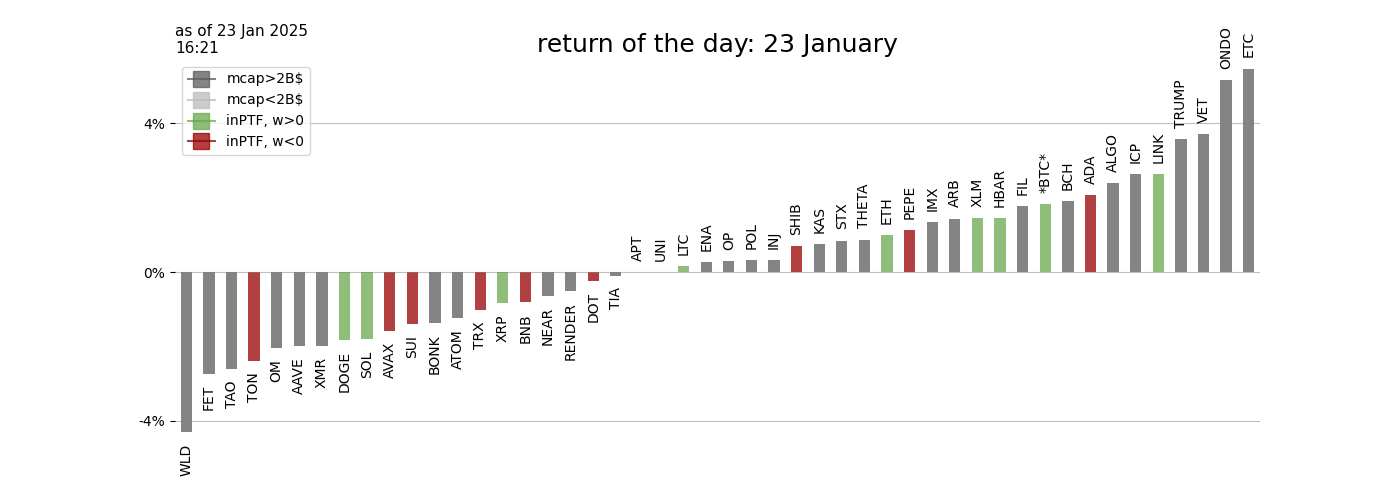 as of 23 Jan 2025
16:21
return of the day: 23 January
mcap>2B$
mcap<2B$
inPTF, w>0
inPTF, w<0
4%
0%
-4%
WLD
FET
TAO
TON
OM
AAVE
XMR
DOGE
SOL
AVAX
SUI
BONK
ATOM
TRX
XRP
BNB
NEAR
RENDER
DOT
TIA
APT
UNI
LTC
ENA
OP
POL
INJ
SHIB
KAS
STX
THETA
ETH
PEPE
IMX
ARB
XLM
HBAR
FIL
*BTC*
BCH
ADA
ALGO
ICP
LINK
TRUMP
VET
ONDO
ETC